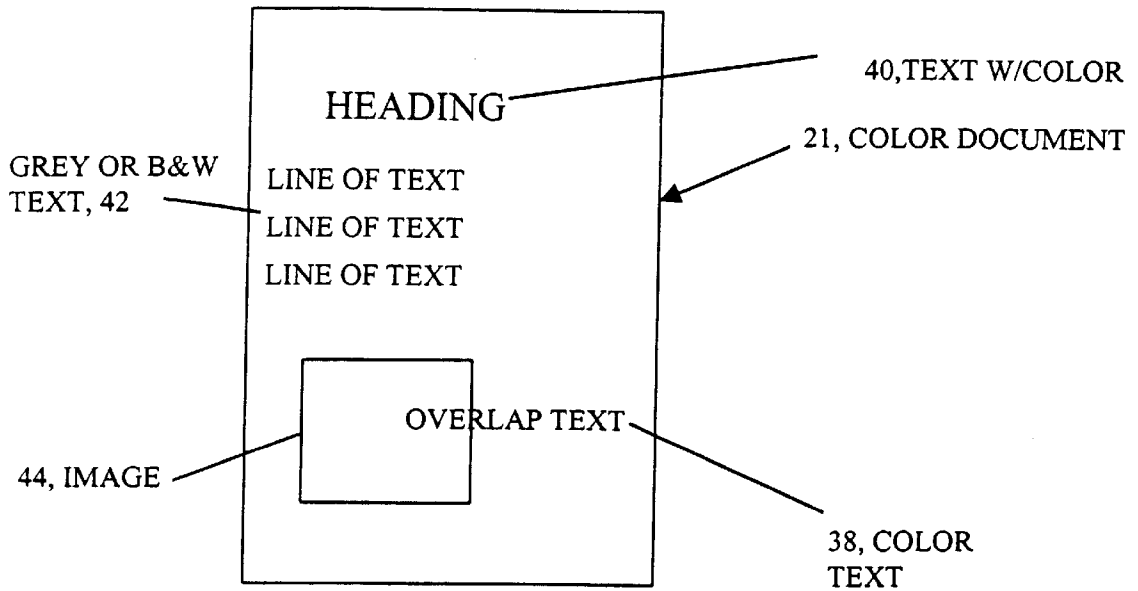 40,TEXT W/COLOR
HEADING
21, COLOR DOCUMENT
GREY OR B&W
TEXT, 42
LINE OF TEXT
LINE OF TEXT
LINE OF TEXT
OVERLAP TEXT
44, IMAGE
38, COLOR
TEXT